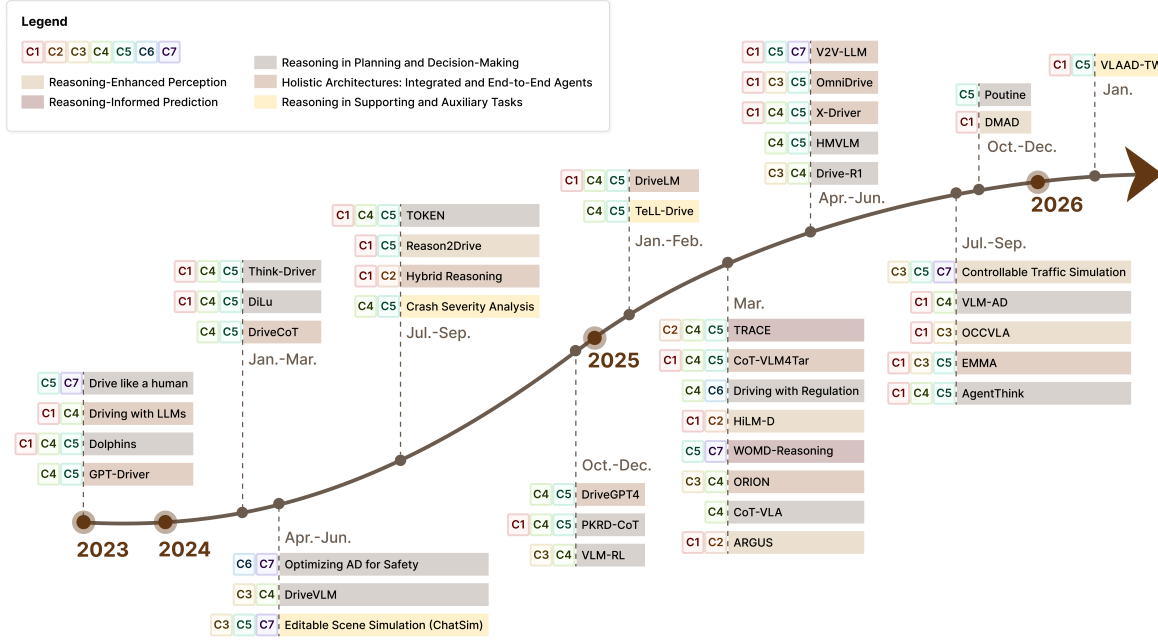 Legend
C1 C2 C3 C4 C5 C6 C7
Reasoning-Enhanced Perception
Reasoning-Informed Prediction
Reasoning in Planning and Decision-Making
Holistic Architectures: Integrated and End-to-End Agents
Reasoning in Supporting and Auxiliary Tasks
C5 C7 Drive like a human
C1 C4 Driving with LLMs
C1 C4 C5 Dolphins
C4 C5 GPT-Driver
2023
2024
C1 C4 C5 Think-Driver
C1 C4 C5 DiLu
C4 C5 DriveCoT
Jan.-Mar.
Apr.-Jun.
C6 C7 Optimizing AD for Safety
C3 C4 DriveVLM
C3 C5 C7 Editable Scene Simulation (ChatSim)
C1 C4 C5 TOKEN
C1 C5 Reason2Drive
C1 C2 Hybrid Reasoning
C4 C5 Crash Severity Analysis
Jul.-Sep.
Oct.-Dec.
C4 C5 DriveGPT4
C1 C4 C5 PKRD-CoT
C3 C4 VLM-RL
2025
C1 C4 C5 DriveLM
C4 C5 TeLL-Drive
Jan.-Feb.
Mar.
C2 C4 C5 TRACE
C1 C4 C5 CoT-VLM4Tar
C4 C6 Driving with Regulation
C1 C2 HiLM-D
C5 C7 WOMD-Reasoning
C3 C4 ORION
C4 CoT-VLA
C1 C2 ARGUS
C1 C5 C7 V2V-LLM
C1 C3 C5 OmniDrive
C1 C4 C5 X-Driver
C4 C5 HMVLM
C3 C4 Drive-R1
Apr.-Jun.
Jul.-Sep.
C3 C5 C7 Controllable Traffic Simulation
C1 C4 VLM-AD
C1 C3 OCCVLA
C1 C3 C5 EMMA
C1 C4 C5 AgentThink
C5 Poutine
C1 DMAD
Oct.-Dec.
2026
C1 C5 VLAAD-TW
Jan.